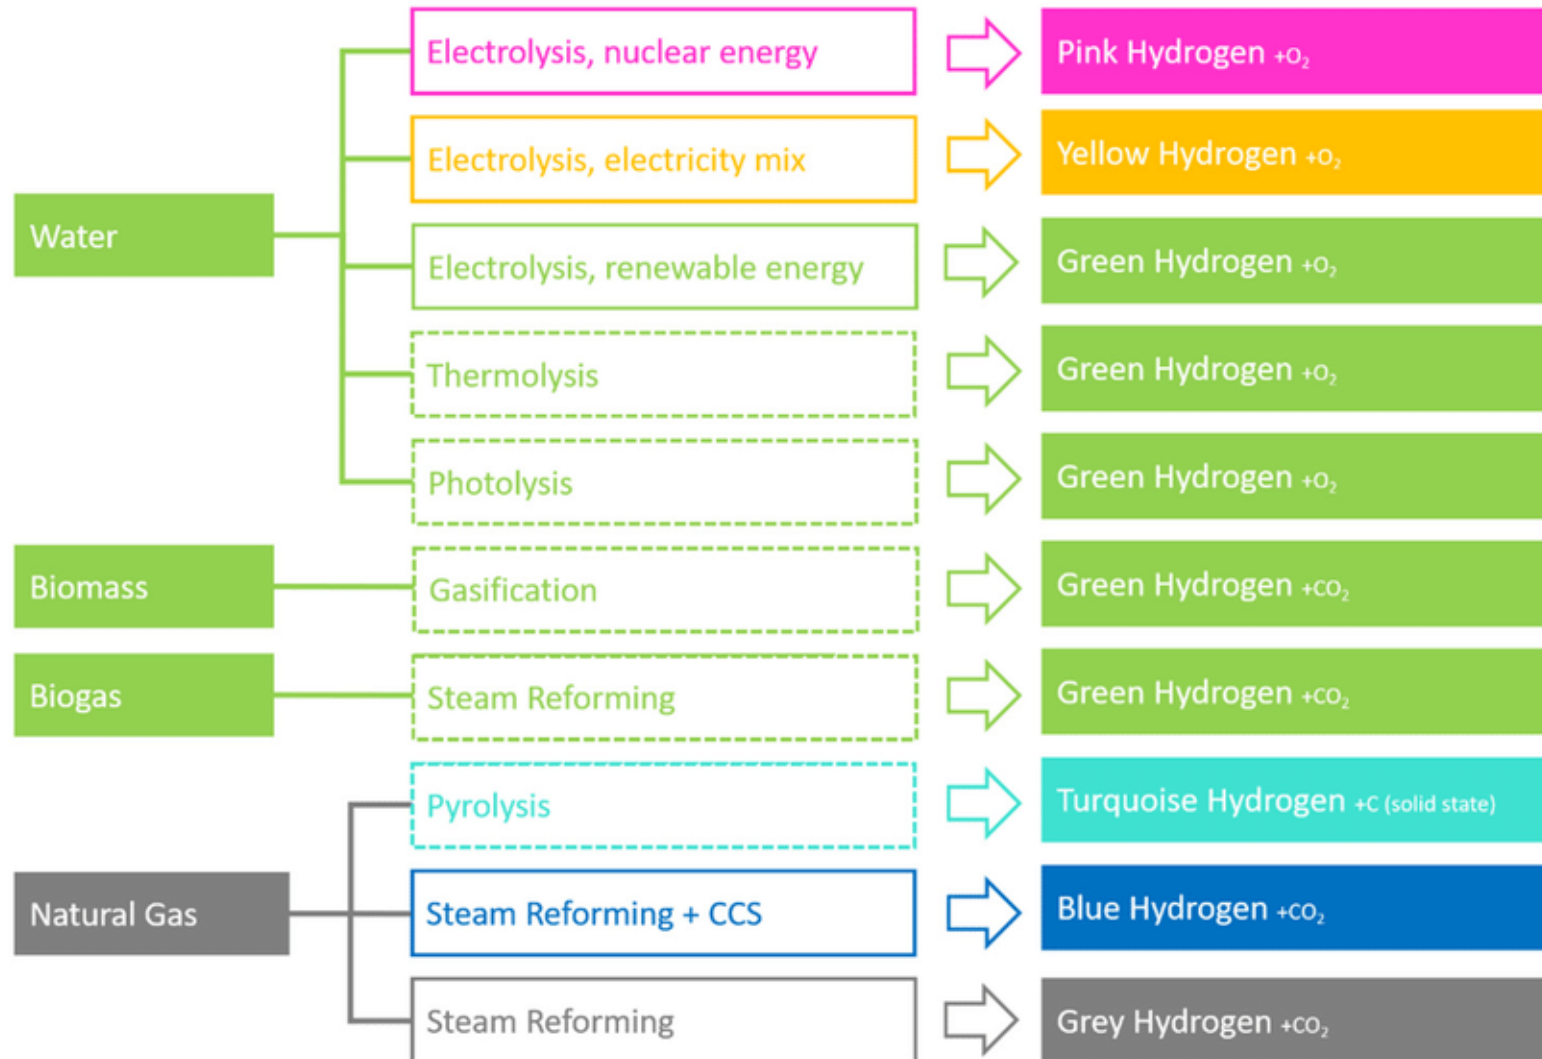 Electrolysis, nuclear energy
Pink Hydrogen +O₂
Electrolysis, electricity mix
Yellow Hydrogen +O₂
Water
Electrolysis, renewable energy
Green Hydrogen +O₂
Thermolysis
Green Hydrogen +O₂
Photolysis
Green Hydrogen +O₂
Biomass
Gasification
Green Hydrogen +CO₂
Biogas
Steam Reforming
Green Hydrogen +CO₂
Pyrolysis
Turquoise Hydrogen +C (solid state)
Natural Gas
Steam Reforming + CCS
Blue Hydrogen +CO₂
Steam Reforming
Grey Hydrogen +CO₂